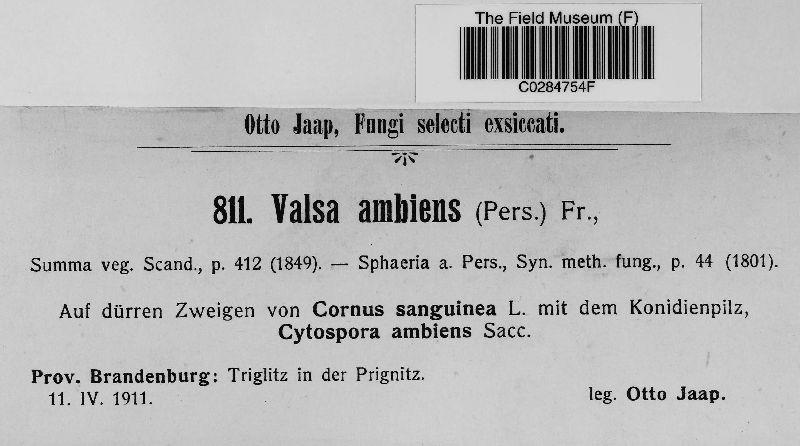 The Field Museum (F)
C0284754F
Otto Jaap, Fungi selecti exsiccati.
811. Valsa ambiens (Pers.) Fr.,
Summa veg. Scand., p. 412 (1849). — Sphaeria a. Pers., Syn. meth. fung., p. 44 (1801).
Auf dürren Zweigen von Cornus sanguinea L. mit dem Konidienpilz,
Cytospora ambiens Sacc.
Prov. Brandenburg: Triglitz in der Prignitz.
11. IV. 1911.
leg. Otto Jaap.